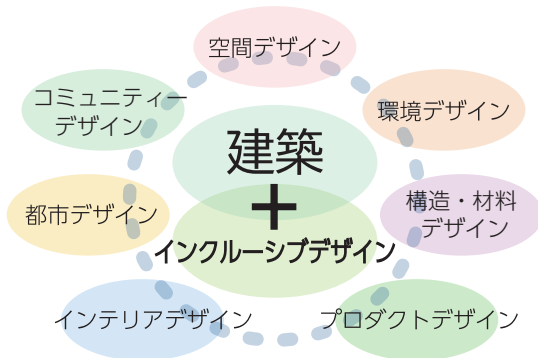 空間デザイン
コミュニティー
デザイン
環境デザイン
建築
+
都市デザイン
構造・材料
デザイン
インクルーシブデザイン
インテリアデザイン
プロダクトデザイン